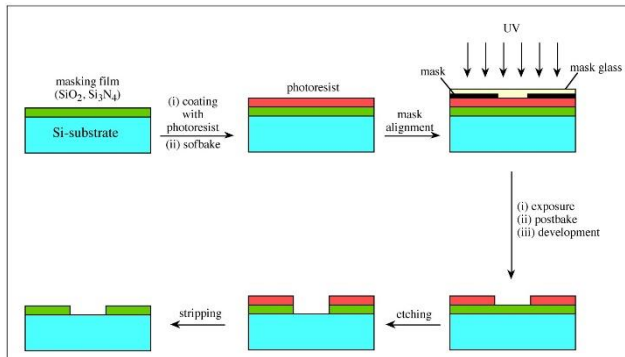 UV
mask glass
mask
masking film
(SiO2, Si3N4)
Si-substrate
(i) coating
with
photoresist
(ii) sofbake
photoresist
mask
alignment
(i) exposure
(ii) postbake
(iii) development
etching
stripping